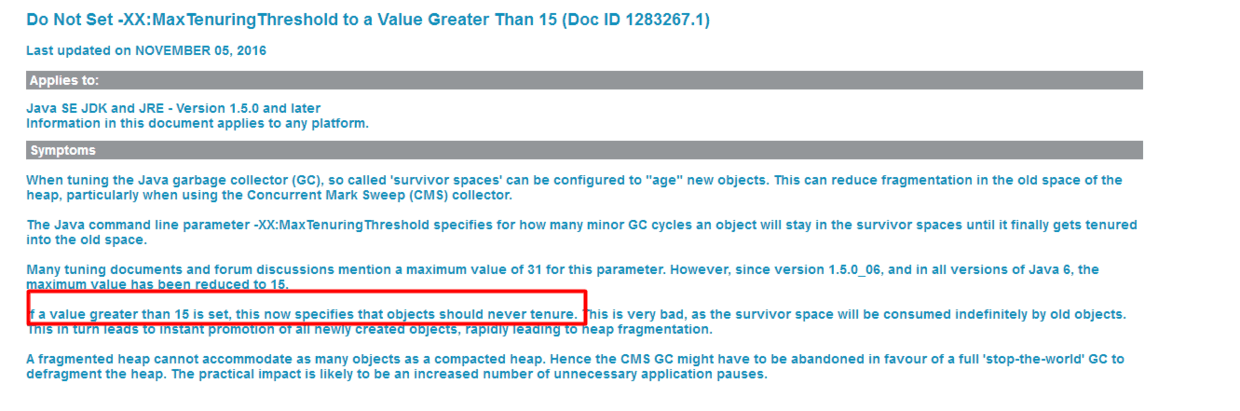 Do Not Set -XX:MaxTenuringThreshold to a Value Greater Than 15 (Doc ID 1283267.1)
Last updated on NOVEMBER 05, 2016
Applies to:
Java SE JDK and JRE - Version 1.5.0 and later
Information in this document applies to any platform.
Symptoms
When tuning the Java garbage collector (GC), so called 'survivor spaces' can be configured to "age" new objects. This can reduce fragmentation in the old space of the
heap, particularly when using the Concurrent Mark Sweep (CMS) collector.
The Java command line parameter -XX:MaxTenuringThreshold specifies for how many minor GC cycles an object will stay in the survivor spaces until it finally gets tenured
into the old space.
Many tuning documents and forum discussions mention a maximum value of 31 for this parameter. However, since version 1.5.0_06, and in all versions of Java 6, the
maximum value has been reduced to 15.
If a value greater than 15 is set, this now specifies that objects should never tenure. This is very bad, as the survivor space will be consumed indefinitely by old objects.
This in turn leads to instant promotion of all newly created objects, rapidly leading to heap fragmentation.
A fragmented heap cannot accommodate as many objects as a compacted heap. Hence the CMS GC might have to be abandoned in favour of a full 'stop-the-world' GC to
defragment the heap. The practical impact is likely to be an increased number of unnecessary application pauses.